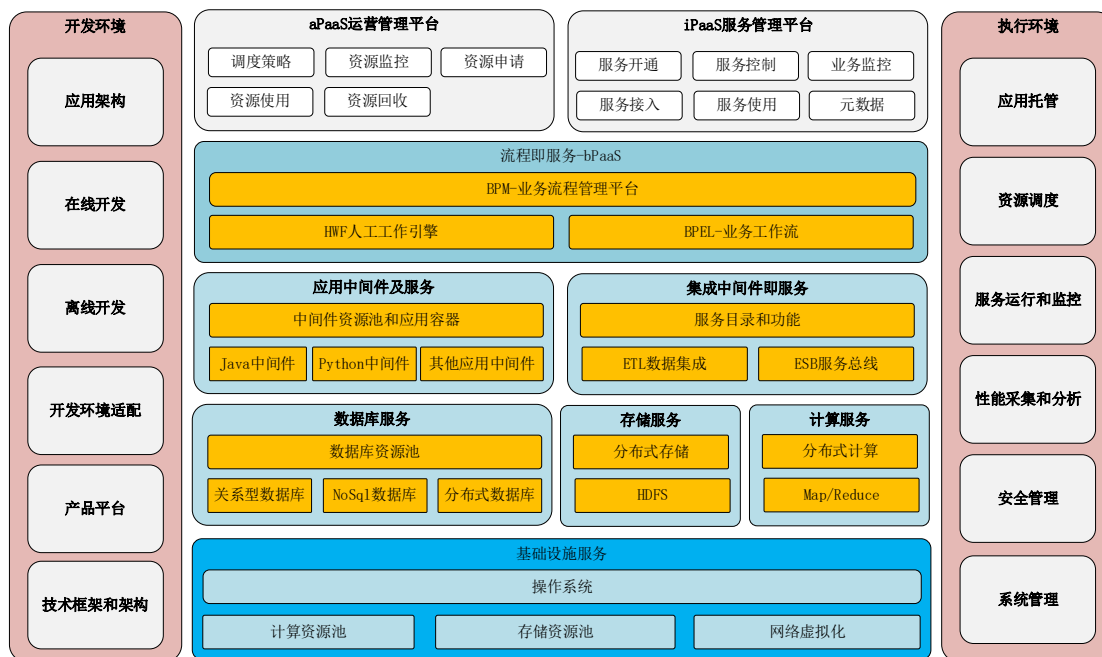 开发环境
应用架构
在线开发
离线开发
开发环境适配
产品平台
技术框架和架构
aPaaS运营管理平台
调度策略
资源监控
资源申请
资源使用
资源回收
iPaaS服务管理平台
服务开通
服务控制
业务监控
服务接入
服务使用
元数据
流程即服务-bPaaS
BPM-业务流程管理平台
HWF人工工作引擎
BPEL-业务工作流
应用中间件及服务
中间件资源池和应用容器
Java中间件
Python中间件
其他应用中间件
集成中间件即服务
服务目录和功能
ETL数据集成
ESB服务总线
数据库服务
数据库资源池
关系型数据库
NoSql数据库
分布式数据库
存储服务
分布式存储
HDFS
计算服务
分布式计算
Map/Reduce
基础设施服务
操作系统
计算资源池
存储资源池
网络虚拟化
执行环境
应用托管
资源调度
服务运行和监控
性能采集和分析
安全管理
系统管理